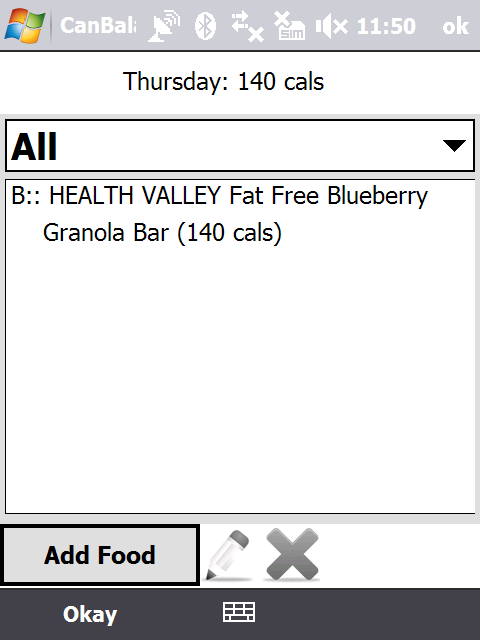 CanBala
11:50
ok
Thursday: 140 cals
All
B:: HEALTH VALLEY Fat Free Blueberry
Granola Bar (140 cals)
Add Food
Okay